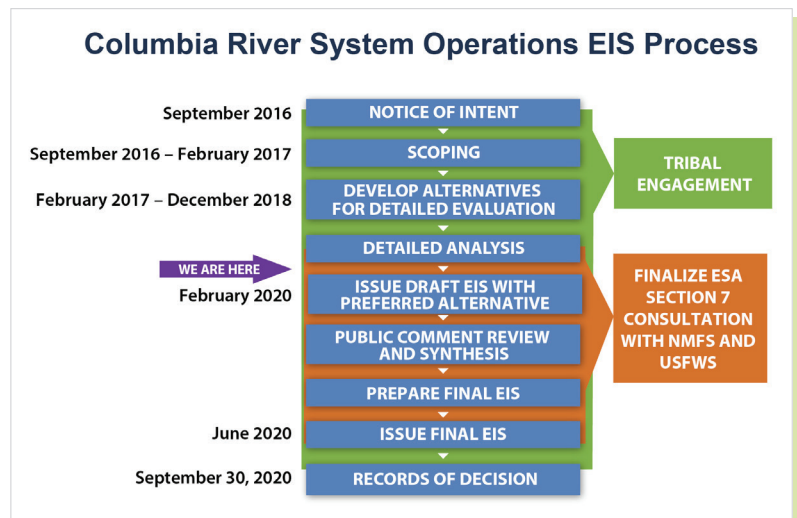 Columbia River System Operations EIS Process
September 2016
NOTICE OF INTENT
September 2016 – February 2017
SCOPING
February 2017 – December 2018
DEVELOP ALTERNATIVES
FOR DETAILED EVALUATION
TRIBAL
ENGAGEMENT
DETAILED ANALYSIS
WE ARE HERE
February 2020
ISSUE DRAFT EIS WITH
PREFERRED ALTERNATIVE
PUBLIC COMMENT REVIEW
AND SYNTHESIS
PREPARE FINAL EIS
FINALIZE ESA
SECTION 7
CONSULTATION
WITH NMFS AND
USFWS
June 2020
ISSUE FINAL EIS
September 30, 2020
RECORDS OF DECISION